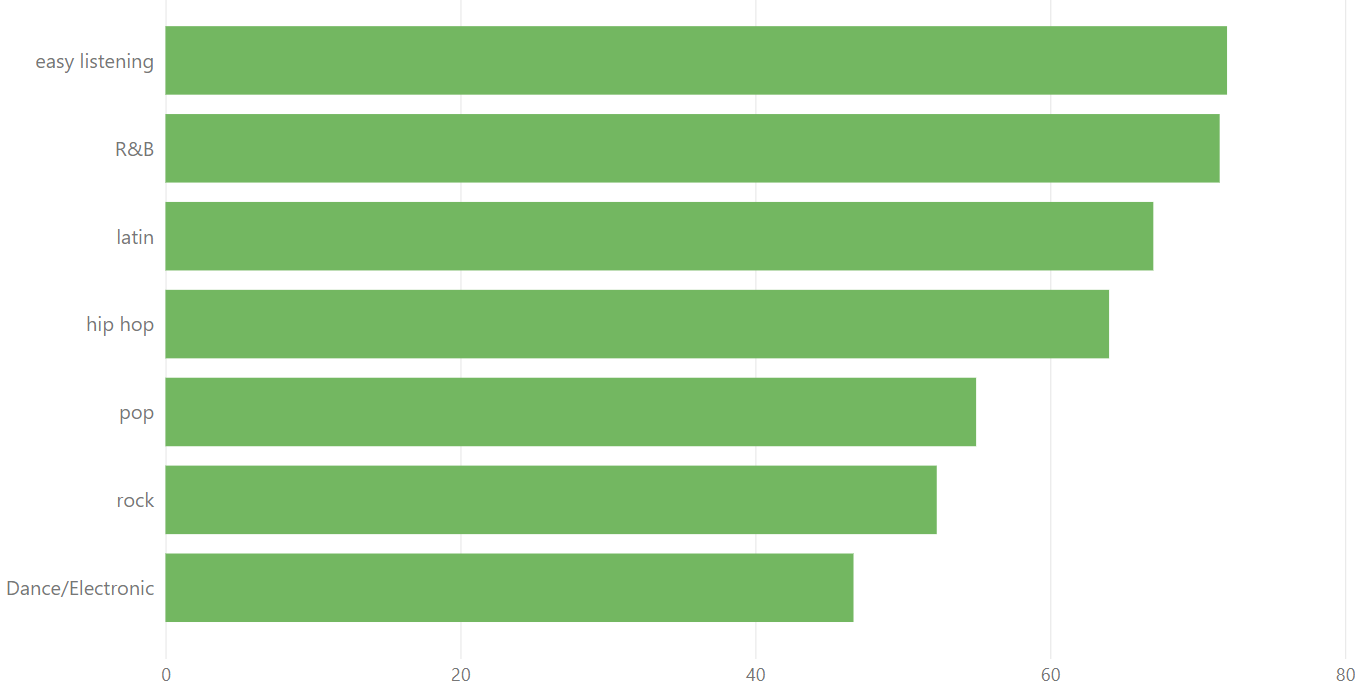 easy listening
R&B
latin
hip hop
pop
rock
Dance/Electronic
0 20 40 60 80